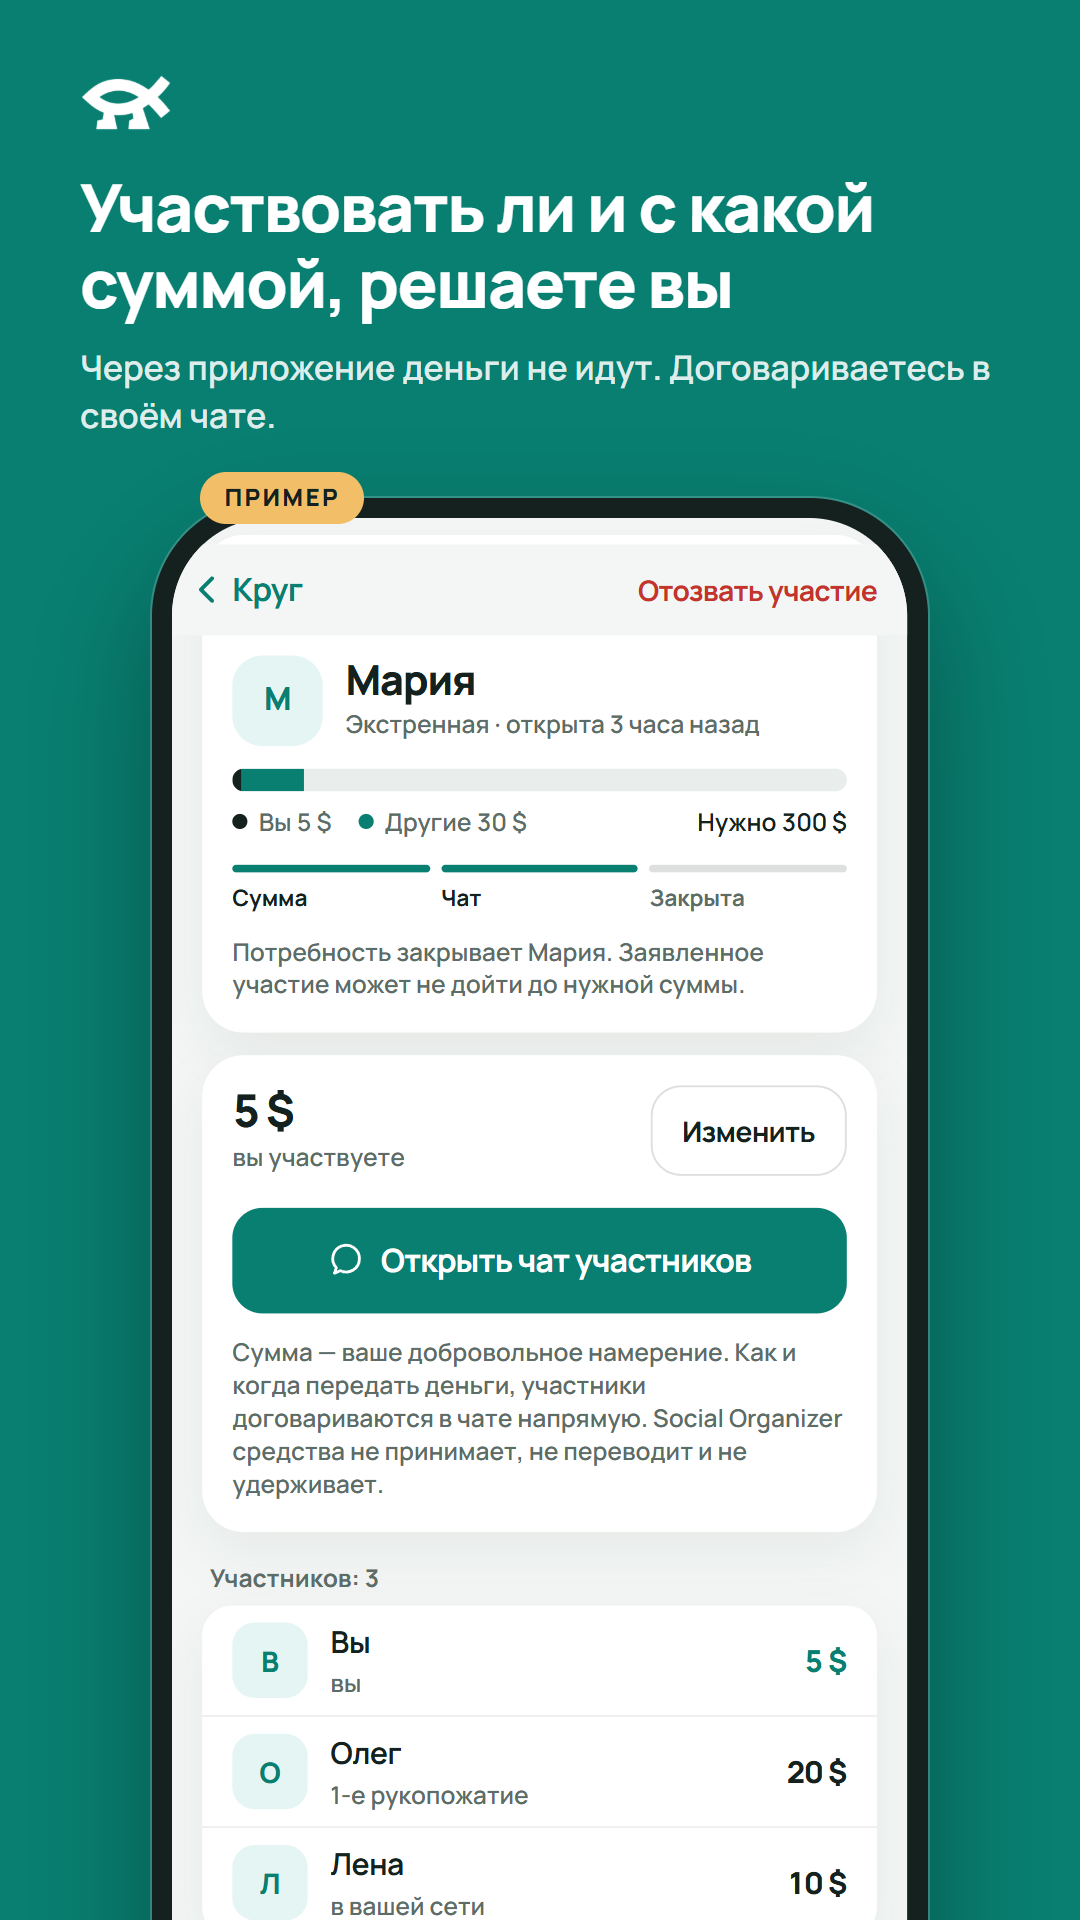 Участвовать ли и с какой
суммой, решаете вы
Через приложение деньги не идут. Договариваетесь в
своём чате.
ПРИМЕР
Круг
Отозвать участие
М
Мария
Экстренная · открыта 3 часа назад
Вы 5 $
Другие 30 $
Нужно 300 $
Сумма
Чат
Закрыта
Потребность закрывает Мария. Заявленное
участие может не дойти до нужной суммы.
5 $
вы участвуете
Изменить
Открыть чат участников
Сумма — ваше добровольное намерение. Как и
когда передать деньги, участники
договариваются в чате напрямую. Social Organizer
средства не принимает, не переводит и не
удерживает.
Участников: 3
В
Вы
вы
5 $
О
Олег
1-е рукопожатие
20 $
Л
Лена
в вашей сети
10 $